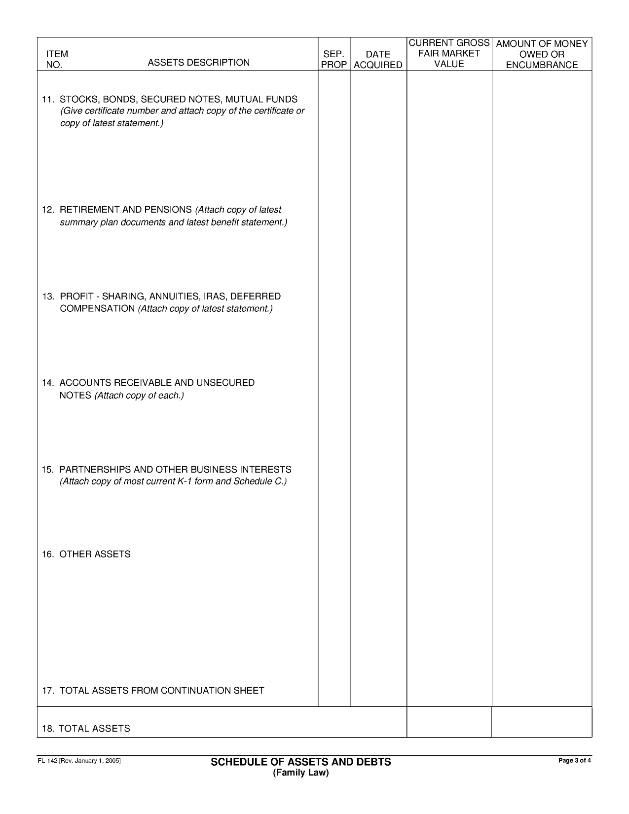 ITEM NO.
ASSETS DESCRIPTION
SEP. PROP
DATE ACQUIRED
CURRENT GROSS FAIR MARKET VALUE
AMOUNT OF MONEY OWED OR ENCUMBRANCE
11. STOCKS, BONDS, SECURED NOTES, MUTUAL FUNDS
(Give certificate number and attach copy of the certificate or
copy of latest statement.)
12. RETIREMENT AND PENSIONS (Attach copy of latest
summary plan documents and latest benefit statement.)
13. PROFIT - SHARING, ANNUITIES, IRAS, DEFERRED
COMPENSATION (Attach copy of latest statement.)
14. ACCOUNTS RECEIVABLE AND UNSECURED
NOTES (Attach copy of each.)
15. PARTNERSHIPS AND OTHER BUSINESS INTERESTS
(Attach copy of most current K-1 form and Schedule C.)
16. OTHER ASSETS
17. TOTAL ASSETS FROM CONTINUATION SHEET
18. TOTAL ASSETS
FL-142 [Rev. January 1, 2005]
SCHEDULE OF ASSETS AND DEBTS
(Family Law)
Page 3 of 4